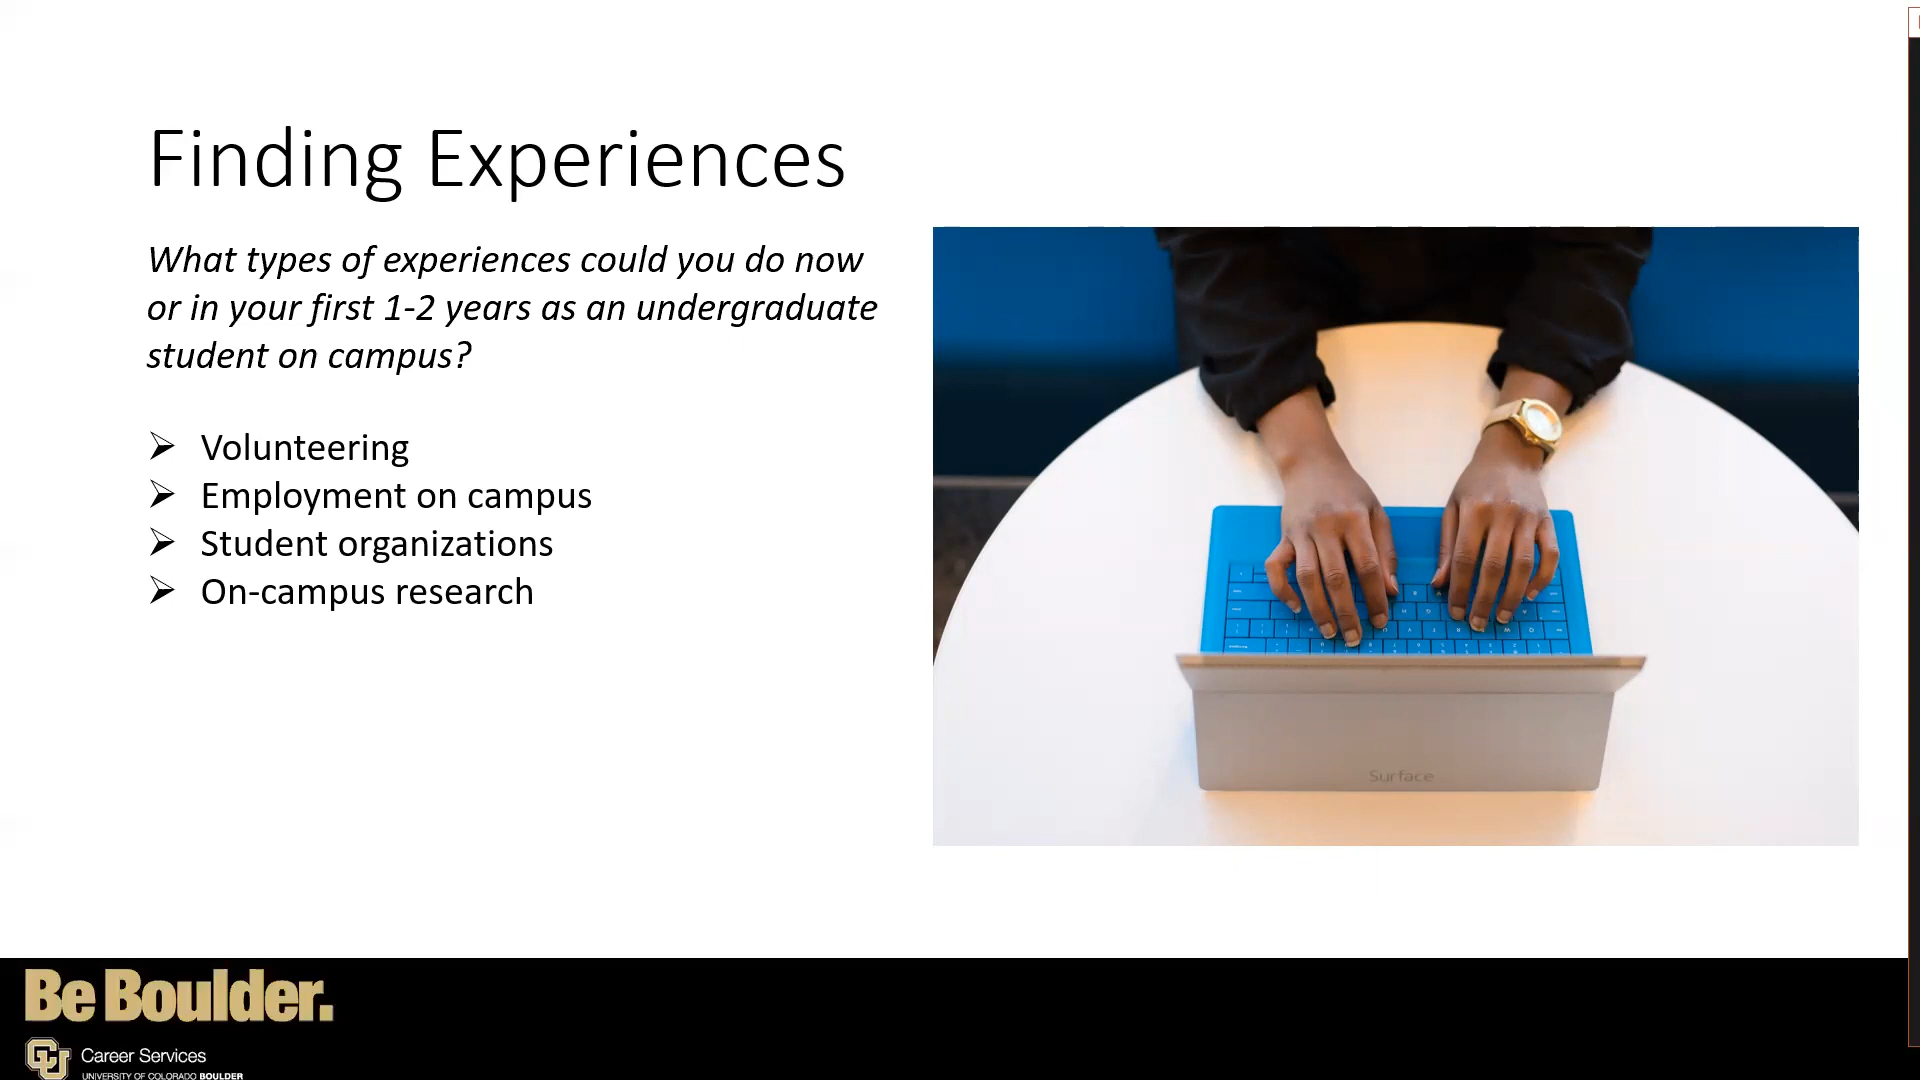 Finding Experiences
What types of experiences could you do now
or in your first 1-2 years as an undergraduate
student on campus?
Volunteering
Employment on campus
Student organizations
On-campus research
Surface
Be Boulder.
CU
Career Services
UNIVERSITY OF COLORADO BOULDER